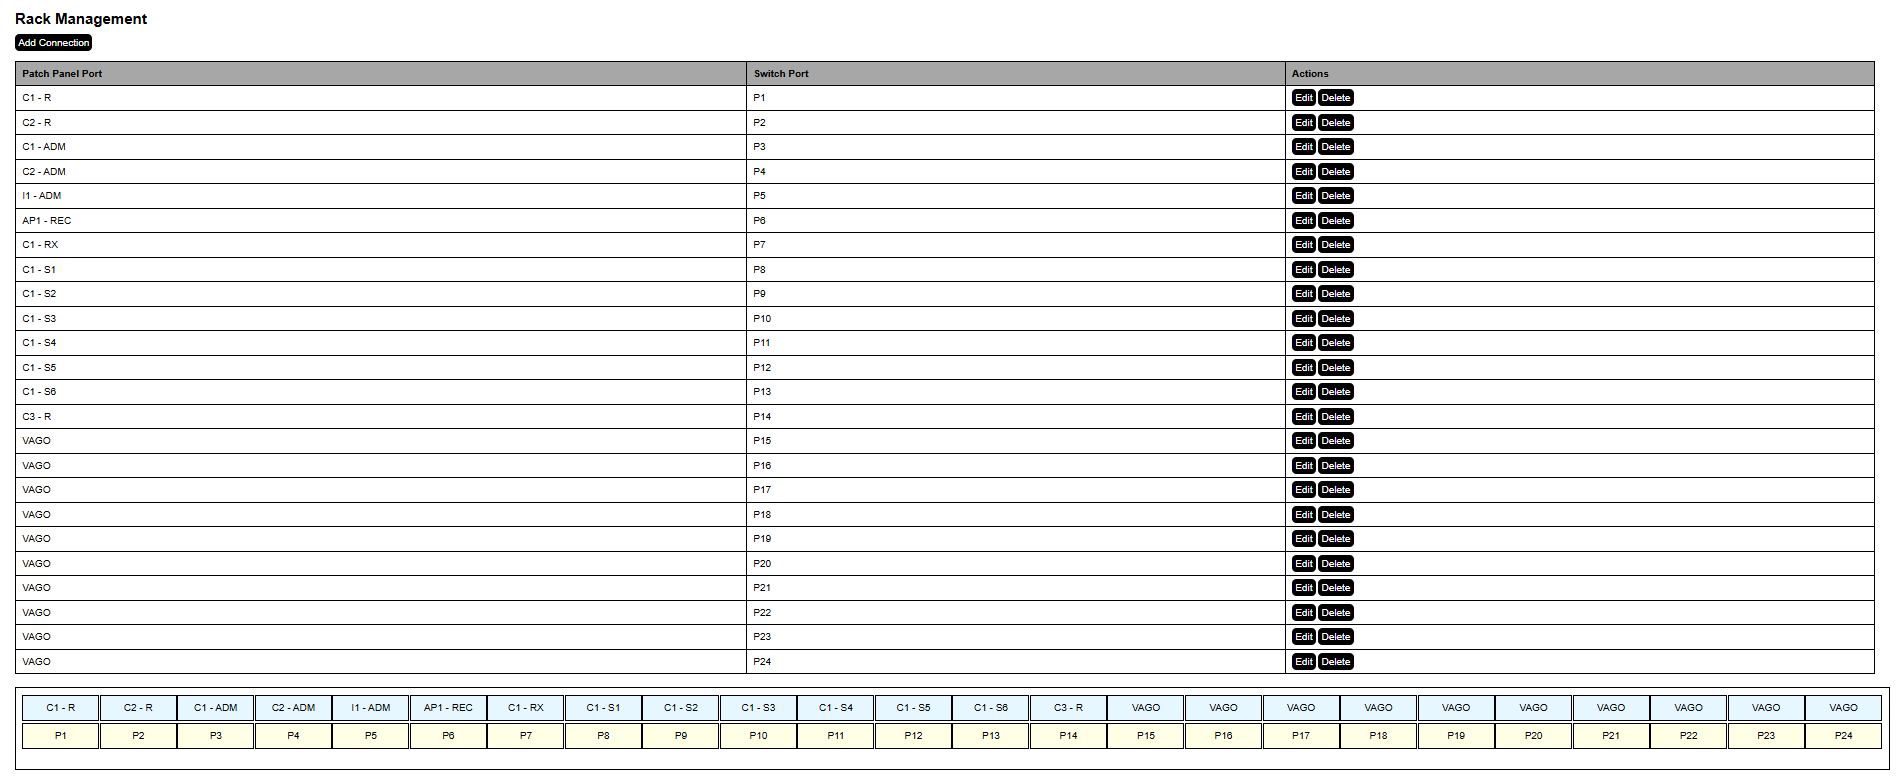 Rack Management
Add Connection
Patch Panel Port Switch Port Actions
C1 - R P1 Edit Delete
C2 - R P2 Edit Delete
C1 - ADM P3 Edit Delete
C2 - ADM P4 Edit Delete
I1 - ADM P5 Edit Delete
AP1 - REC P6 Edit Delete
C1 - RX P7 Edit Delete
C1 - S1 P8 Edit Delete
C1 - S2 P9 Edit Delete
C1 - S3 P10 Edit Delete
C1 - S4 P11 Edit Delete
C1 - S5 P12 Edit Delete
C1 - S6 P13 Edit Delete
C3 - R P14 Edit Delete
VAGO P15 Edit Delete
VAGO P16 Edit Delete
VAGO P17 Edit Delete
VAGO P18 Edit Delete
VAGO P19 Edit Delete
VAGO P20 Edit Delete
VAGO P21 Edit Delete
VAGO P22 Edit Delete
VAGO P23 Edit Delete
VAGO P24 Edit Delete
C1 - R C2 - R C1 - ADM C2 - ADM I1 - ADM AP1 - REC C1 - RX C1 - S1 C1 - S2 C1 - S3 C1 - S4 C1 - S5 C1 - S6 C3 - R VAGO VAGO VAGO VAGO VAGO VAGO VAGO VAGO VAGO VAGO
P1 P2 P3 P4 P5 P6 P7 P8 P9 P10 P11 P12 P13 P14 P15 P16 P17 P18 P19 P20 P21 P22 P23 P24